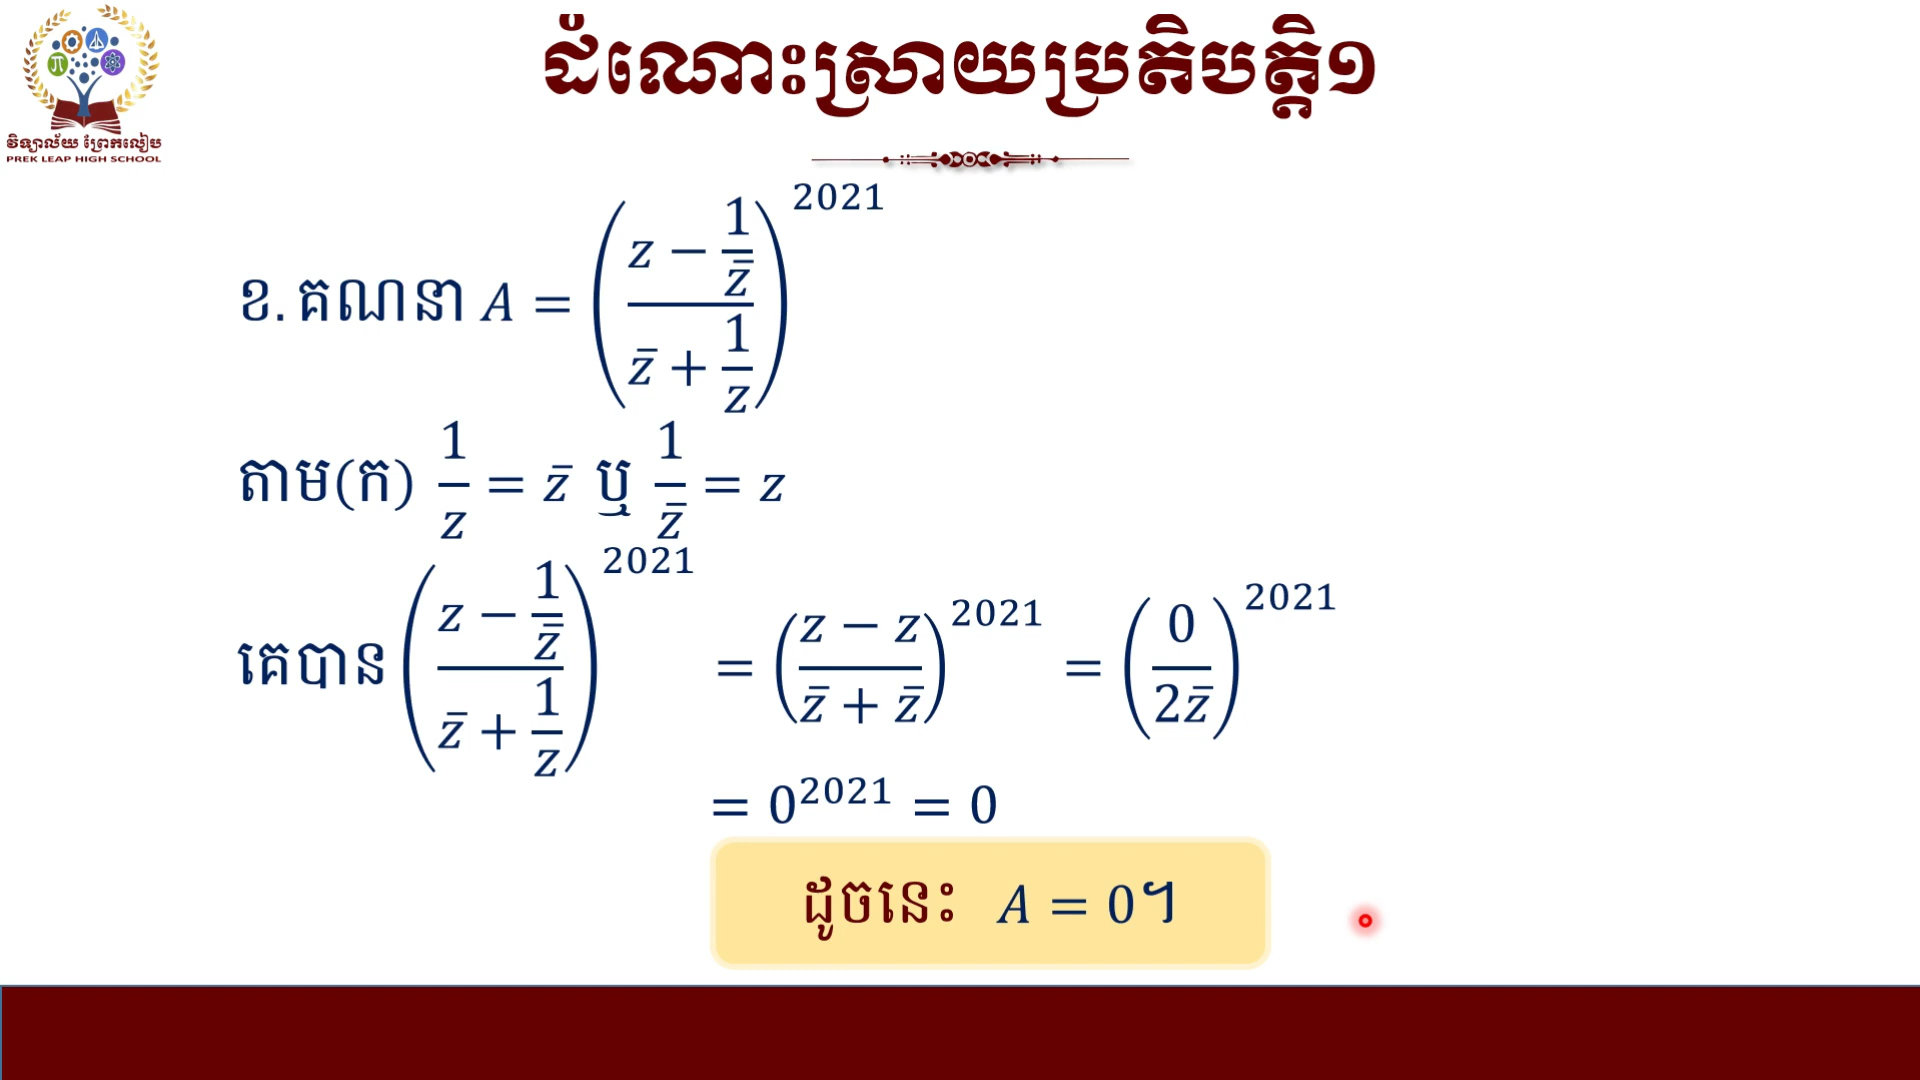 វិទ្យាល័យ ព្រែកលៀប
PREK LEAP HIGH SCHOOL
ដំណោះស្រាយប្រតិបត្តិ១
ខ. គណនា A = ((z − 1/z̄)/(z̄ + 1/z))^2021
តាម(ក) 1/z = z̄ ឬ 1/z̄ = z
គេបាន ((z − 1/z̄)/(z̄ + 1/z))^2021 = ((z − z)/(z̄ + z̄))^2021 = (0/2z̄)^2021
= 0^2021 = 0
ដូចនេះ A = 0។